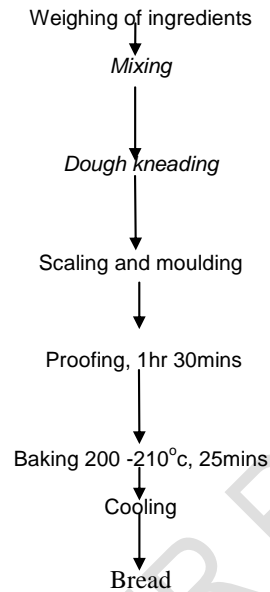 Weighing of ingredients
Mixing
Dough kneading
Scaling and moulding
Proofing, 1hr 30mins
Baking 200 -210°c, 25mins
Cooling
Bread